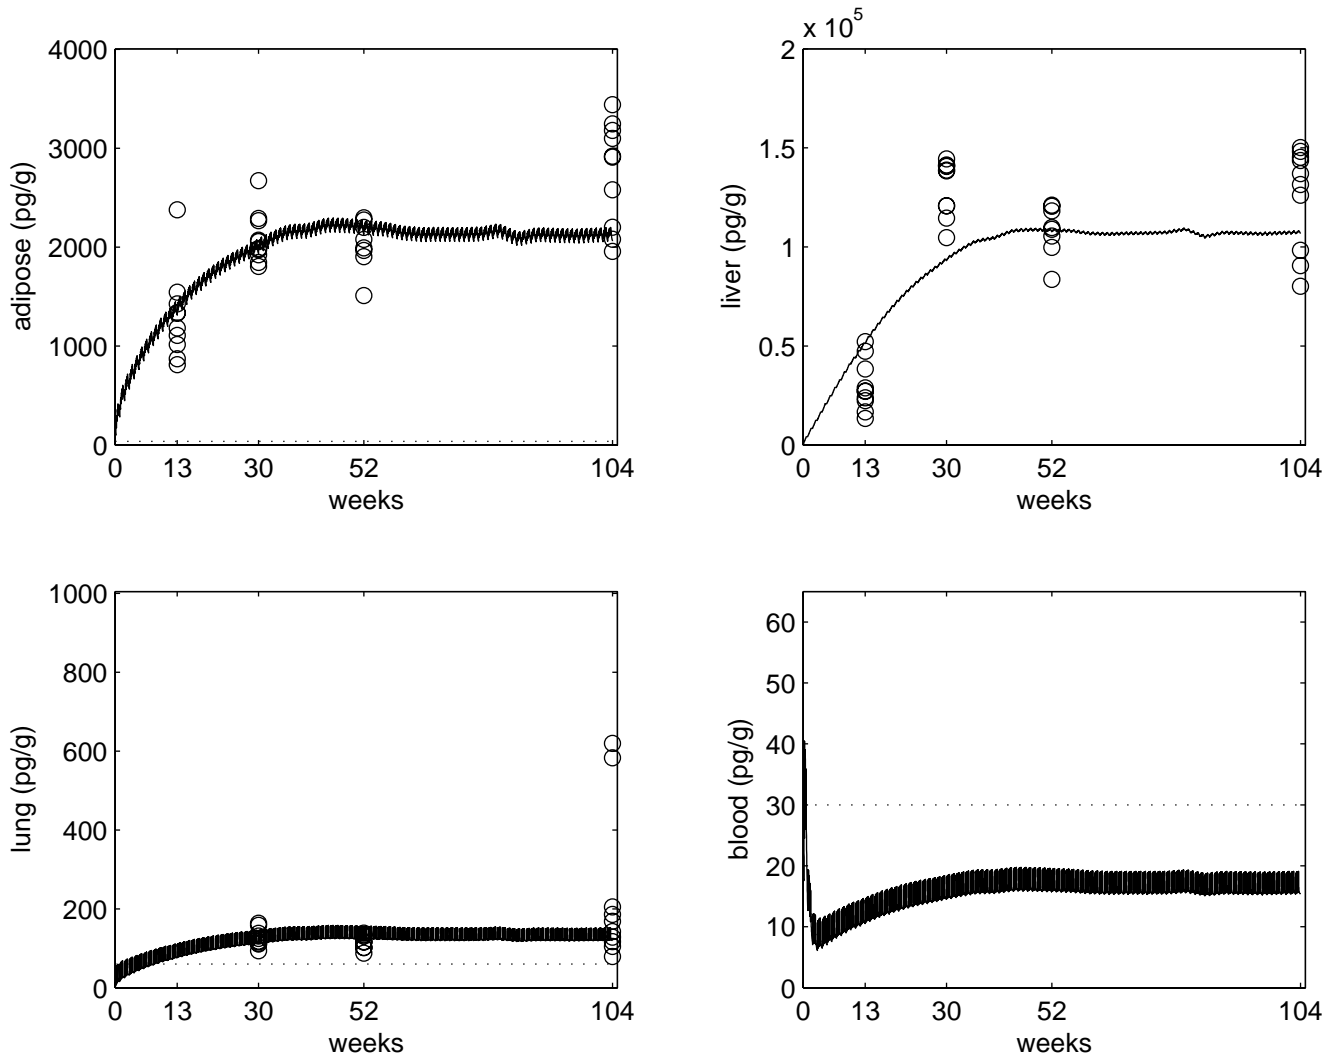 4000
3000
2000
1000
0
adipose (pg/g)
0 13 30 52 104
weeks
x 10^5
2
1.5
1
0.5
0
liver (pg/g)
0 13 30 52 104
weeks
1000
800
600
400
200
0
lung (pg/g)
0 13 30 52 104
weeks
60
50
40
30
20
10
0
blood (pg/g)
0 13 30 52 104
weeks